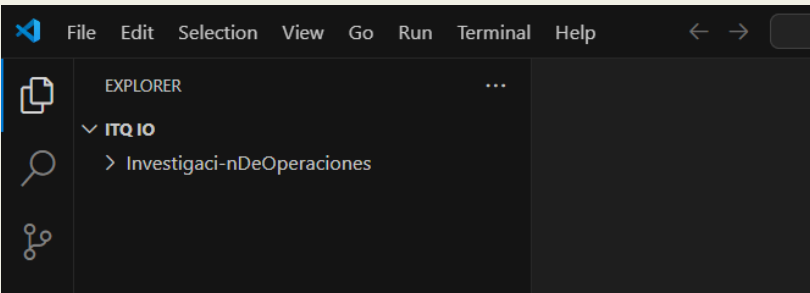 File Edit Selection View Go Run Terminal Help
EXPLORER
ITQ IO
Investigaci-nDeOperaciones